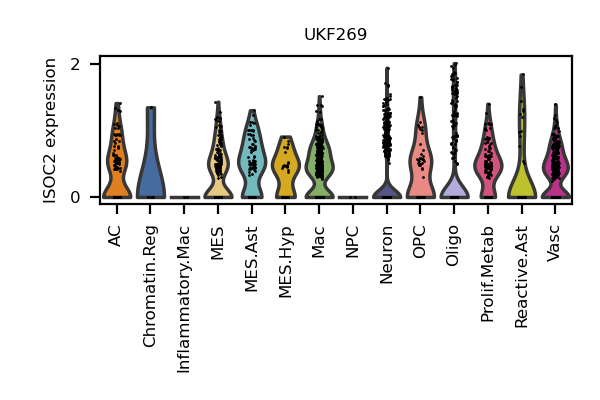 UKF269
ISOC2 expression
2
0
AC
Chromatin.Reg
Inflammatory.Mac
MES
MES.Ast
MES.Hyp
Mac
NPC
Neuron
OPC
Oligo
Prolif.Metab
Reactive.Ast
Vasc